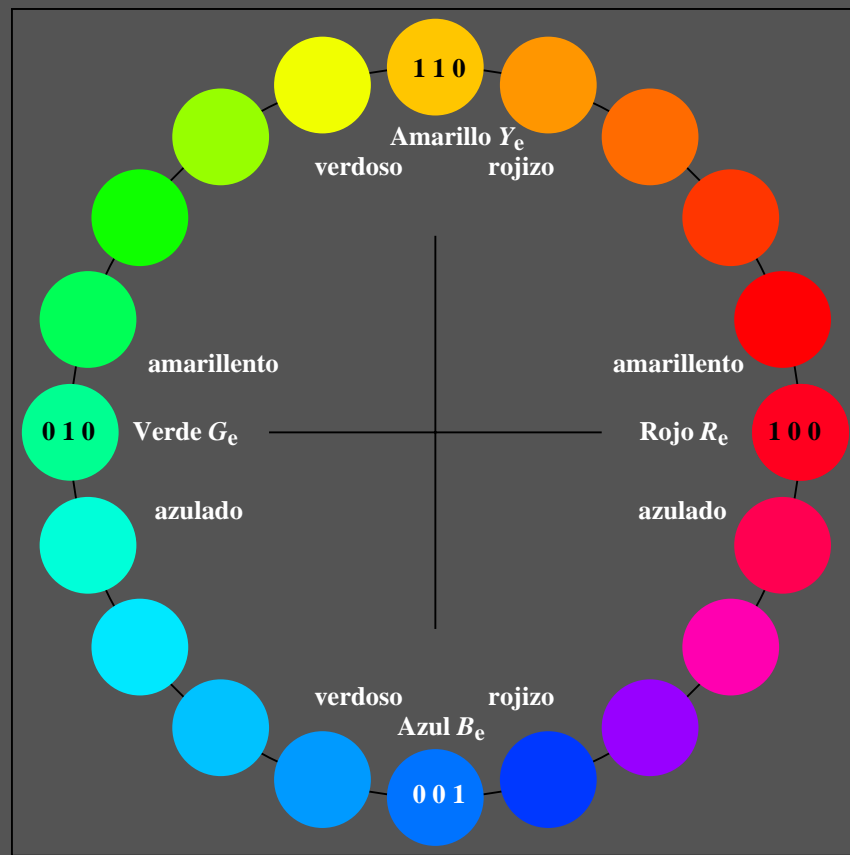 1 1 0
Amarillo Ye
verdoso rojizo
amarillento amarillento
0 1 0 Verde Ge Rojo Re 1 0 0
azulado azulado
verdoso rojizo
Azul Be
0 0 1